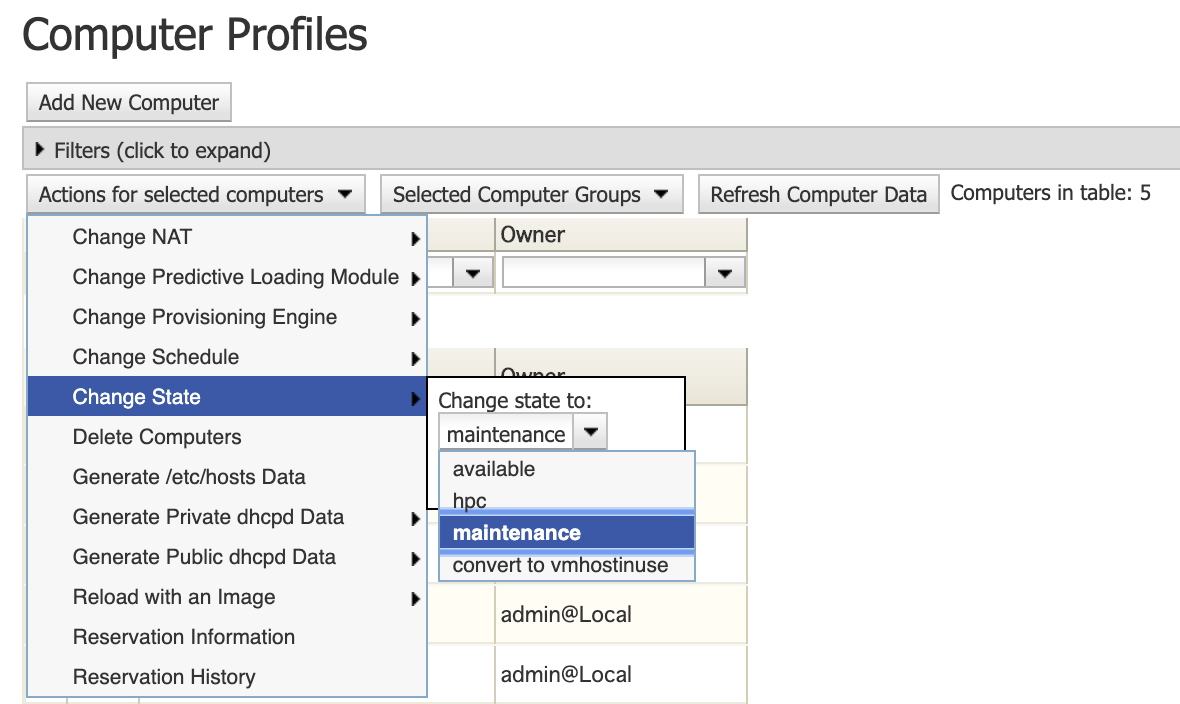 Computer Profiles
Add New Computer
Filters (click to expand)
Actions for selected computers
Selected Computer Groups
Refresh Computer Data
Computers in table: 5
Change NAT
Change Predictive Loading Module
Change Provisioning Engine
Change Schedule
Change State
Delete Computers
Generate /etc/hosts Data
Generate Private dhcpd Data
Generate Public dhcpd Data
Reload with an Image
Reservation Information
Reservation History
Owner
Owner
Change state to:
maintenance
available
hpc
maintenance
convert to vmhostinuse
admin@Local
admin@Local